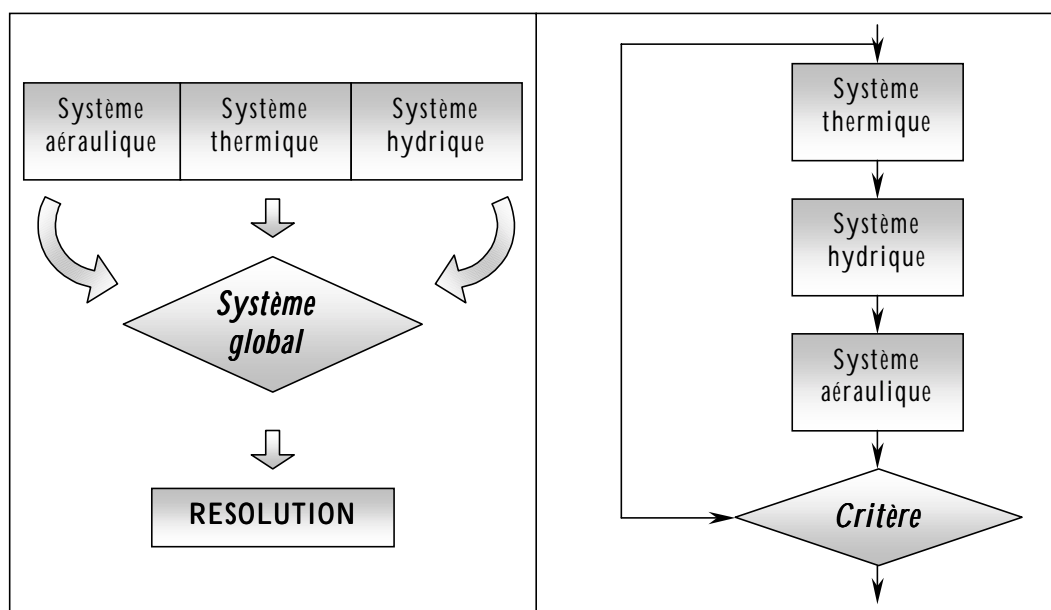 Système
aéraulique
Système
thermique
Système
hydrique
Système
global
RESOLUTION
Système
thermique
Système
hydrique
Système
aéraulique
Critère